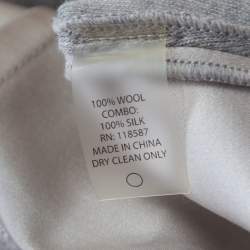 100% WOOL
COMBO:
100% SILK
RN: 118587
MADE IN CHINA
DRY CLEAN ONLY